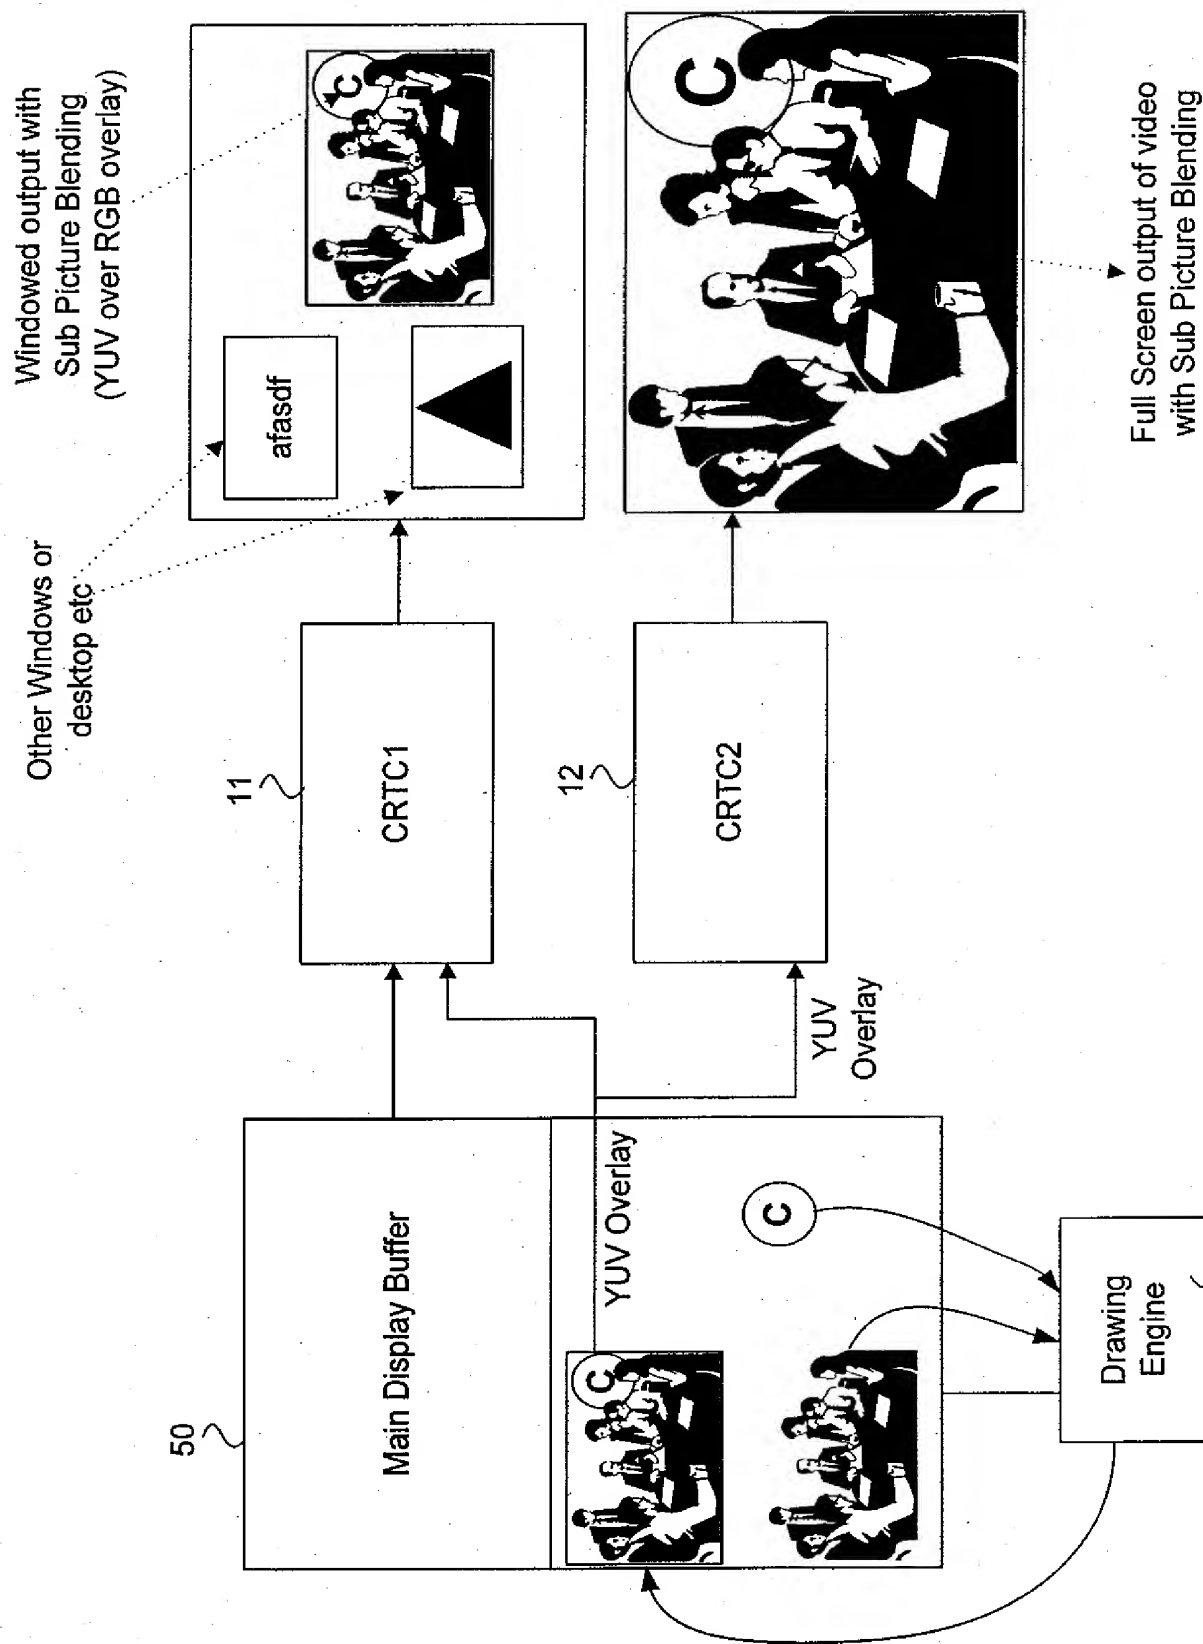 Windowed output with
Sub Picture Blending
(YUV over RGB overlay)
Other Windows or
desktop etc
afasdf
C
11
CRTC1
12
CRTC2
C
Full Screen output of video
with Sub Picture Blending
50
Main Display Buffer
YUV Overlay
YUV
Overlay
C
C
Drawing
Engine